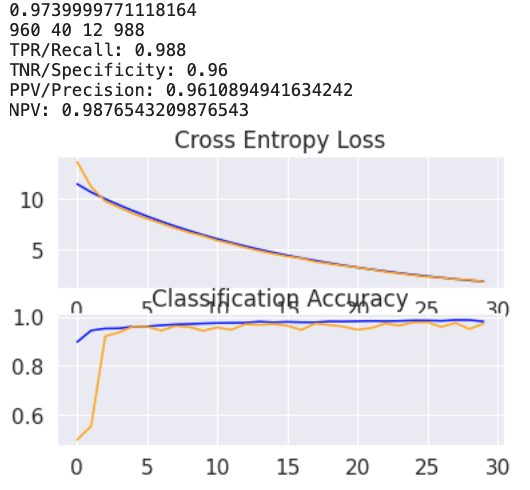 0.9739999771118164
960 40 12 988
TPR/Recall: 0.988
TNR/Specificity: 0.96
PPV/Precision: 0.9610894941634242
NPV: 0.9876543209876543
Cross Entropy Loss
10
5
0 5 10 15 20 25 30
Classification Accuracy
1.0
0.8
0.6
0 5 10 15 20 25 30